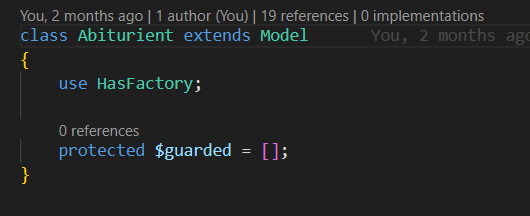 You, 2 months ago | 1 author (You) | 19 references | 0 implementations
class Abiturient extends Model You, 2 months ago
{
use HasFactory;
0 references
protected $guarded = [];
}